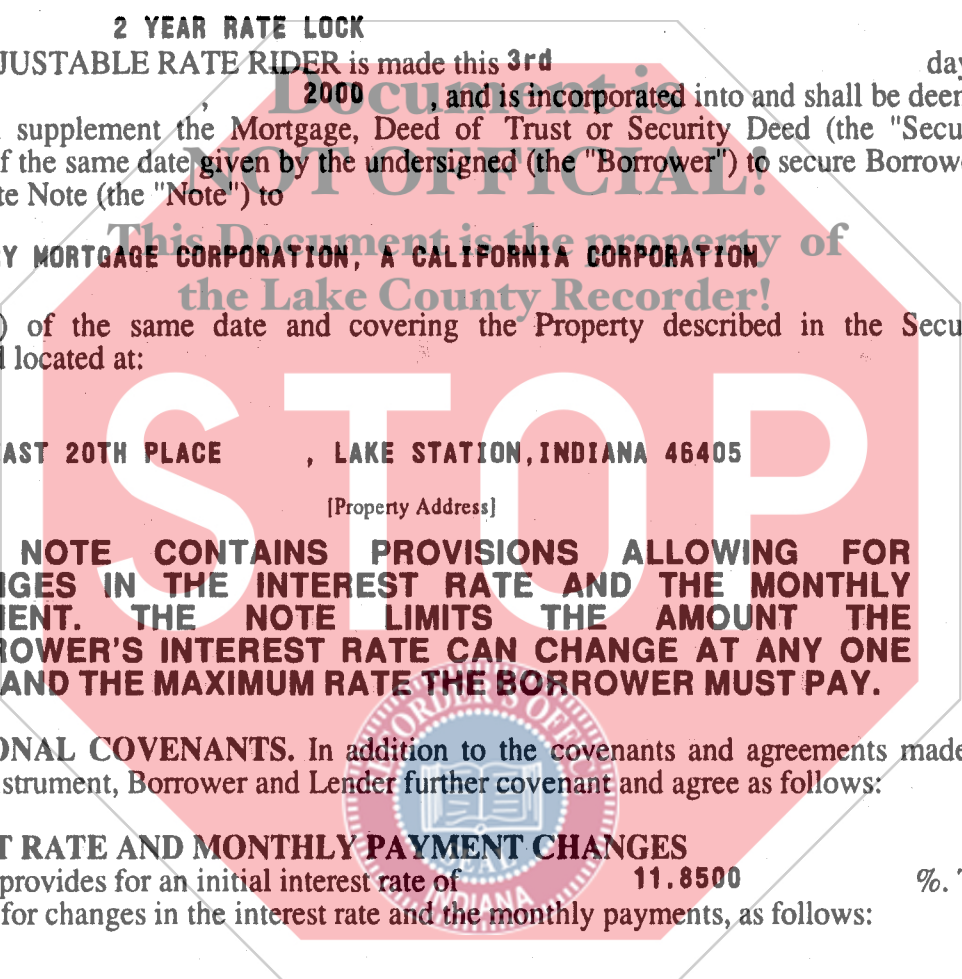 2 YEAR RATE LOCK
JUSTABLE RATE RIDER is made this 3rd day
, 2000 , and is incorporated into and shall be deem
supplement the Mortgage, Deed of Trust or Security Deed (the "Secu
f the same date given by the undersigned (the "Borrower") to secure Borrowe
te Note (the "Note") to
Y MORTGAGE CORPORATION, A CALIFORNIA CORPORATION
) of the same date and covering the Property described in the Secu
l located at:
AST 20TH PLACE , LAKE STATION, INDIANA 46405
[Property Address]
NOTE CONTAINS PROVISIONS ALLOWING FOR
NGES IN THE INTEREST RATE AND THE MONTHLY
MENT. THE NOTE LIMITS THE AMOUNT THE
ROWER'S INTEREST RATE CAN CHANGE AT ANY ONE
AND THE MAXIMUM RATE THE BORROWER MUST PAY.
ONAL COVENANTS. In addition to the covenants and agreements made
strument, Borrower and Lender further covenant and agree as follows:
T RATE AND MONTHLY PAYMENT CHANGES
provides for an initial interest rate of 11.8500 %. T
for changes in the interest rate and the monthly payments, as follows:
Document is
NOT OFFICIAL!
This Document is the property of
the Lake County Recorder!
STOP
RECORDER'S OFFICE
INDIANA